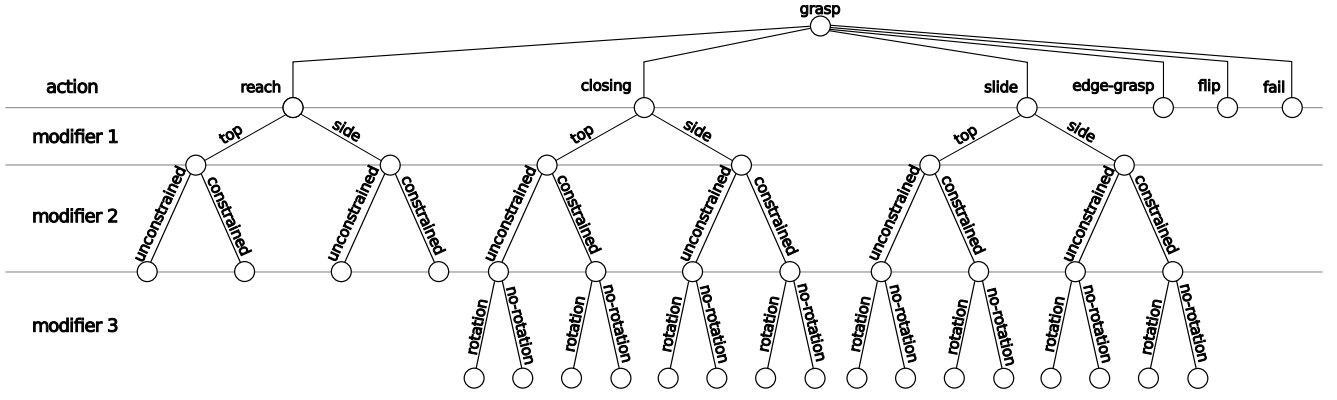 grasp
action reach closing slide edge-grasp flip fail
modifier 1 top side top side top side
modifier 2 unconstrained constrained unconstrained constrained unconstrained constrained unconstrained constrained unconstrained constrained unconstrained constrained
modifier 3 rotation no-rotation rotation no-rotation rotation no-rotation rotation no-rotation rotation no-rotation rotation no-rotation rotation no-rotation rotation no-rotation